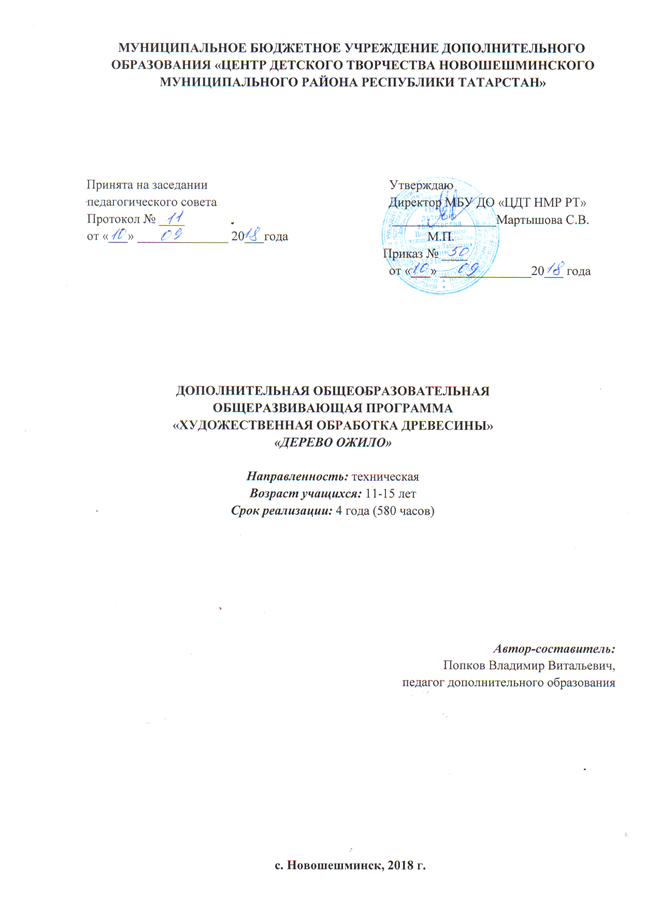 МУНИЦИПАЛЬНОЕ БЮДЖЕТНОЕ УЧРЕЖДЕНИЕ ДОПОЛНИТЕЛЬНОГО
ОБРАЗОВАНИЯ «ЦЕНТР ДЕТСКОГО ТВОРЧЕСТВА НОВОШЕШМИНСКОГО
МУНИЦИПАЛЬНОГО РАЙОНА РЕСПУБЛИКИ ТАТАРСТАН»
Принята на заседании
педагогического совета
Протокол № 11
от «10» 09 2018 года
Утверждаю
Директор МБУ ДО «ЦДТ НМР РТ»
Мартышова С.В.
М.П.
Приказ № 50
от «10» 09 2018 года
ДОПОЛНИТЕЛЬНАЯ ОБЩЕОБРАЗОВАТЕЛЬНАЯ
ОБЩЕРАЗВИВАЮЩАЯ ПРОГРАММА
«ХУДОЖЕСТВЕННАЯ ОБРАБОТКА ДРЕВЕСИНЫ»
«ДЕРЕВО ОЖИЛО»
Направленность: техническая
Возраст учащихся: 11-15 лет
Срок реализации: 4 года (580 часов)
Автор-составитель:
Попков Владимир Витальевич,
педагог дополнительного образования
с. Новошешминск, 2018 г.